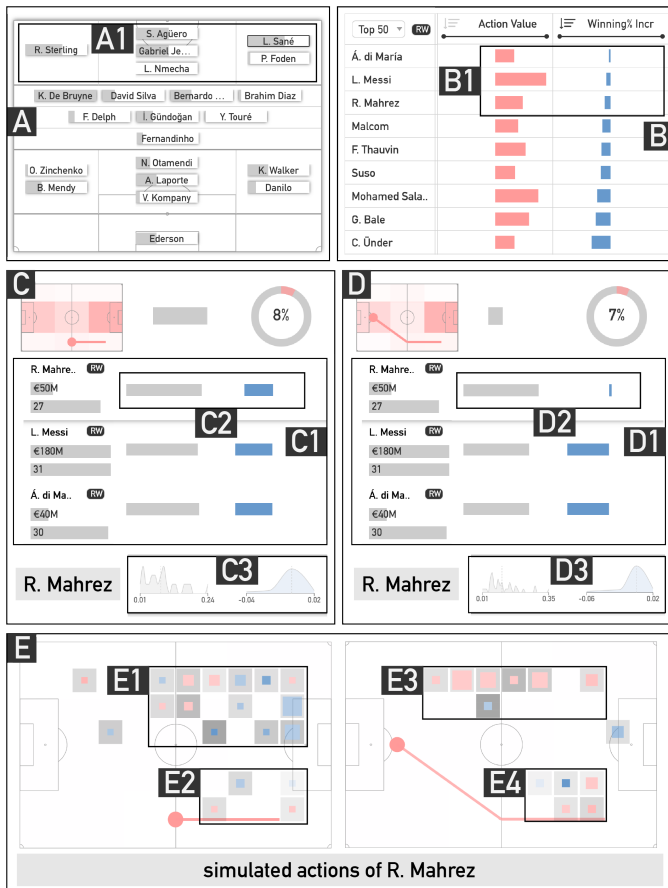 A1
S. Agüero
R. Sterling
Gabriel Je...
L. Sané
L. Nmecha
P. Foden
A
K. De Bruyne
David Silva
Bernardo ...
Brahim Diaz
F. Delph
İ. Gündoğan
Y. Touré
Fernandinho
O. Zinchenko
N. Otamendi
K. Walker
B. Mendy
A. Laporte
Danilo
V. Kompany
Ederson
Top 50
RW
Action Value
Winning% Incr
Á. di María
B1
L. Messi
R. Mahrez
Malcom
B
F. Thauvin
Suso
Mohamed Sala..
G. Bale
C. Ünder
C
8%
R. Mahre..
RW
€50M
27
C2
C1
L. Messi
RW
€180M
31
Á. di Ma..
RW
€40M
30
R. Mahrez
C3
0.01
0.24
-0.04
0.02
D
7%
R. Mahre..
RW
€50M
27
D2
D1
L. Messi
RW
€180M
31
Á. di Ma..
RW
€40M
30
R. Mahrez
D3
0.01
0.35
-0.06
0.02
E
E1
E2
E3
E4
simulated actions of R. Mahrez